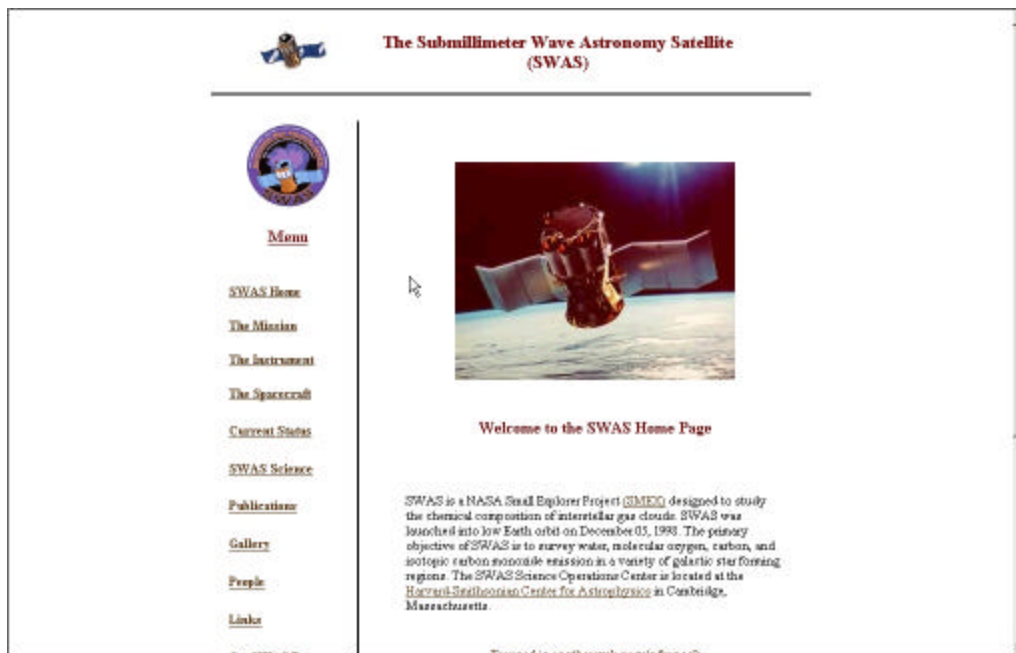 The Submillimeter Wave Astronomy Satellite
(SWAS)
SWAS
Menu
SWAS Home
The Mission
The Instrument
The Spacecraft
Current Status
SWAS Science
Publications
Gallery
People
Links
Welcome to the SWAS Home Page
SWAS is a NASA Small Explorer Project (SMEX) designed to study
the chemical composition of interstellar gas clouds. SWAS was
launched into low Earth orbit on December 05, 1998. The primary
objective of SWAS is to survey water, molecular oxygen, carbon, and
isotopic carbon monoxide emission in a variety of galactic star forming
regions. The SWAS Science Operations Center is located at the
Harvard-Smithsonian Center for Astrophysics in Cambridge,
Massachusetts.